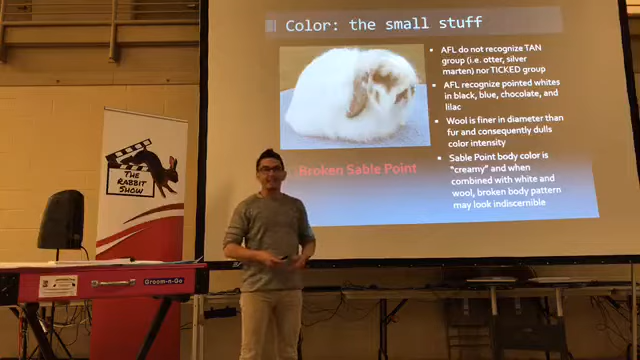 Color: the small stuff
AFL do not recognize TAN
group (i.e. otter, silver
marten) nor TICKED group
AFL recognize pointed whites
in black, blue, chocolate, and
lilac
Wool is finer in diameter than
fur and consequently dulls
color intensity
Sable Point body color is
"creamy" and when
combined with white and
wool, broken body pattern
may look indiscernible
Broken Sable Point
THE
RABBIT
SHOW
Groom-n-Go